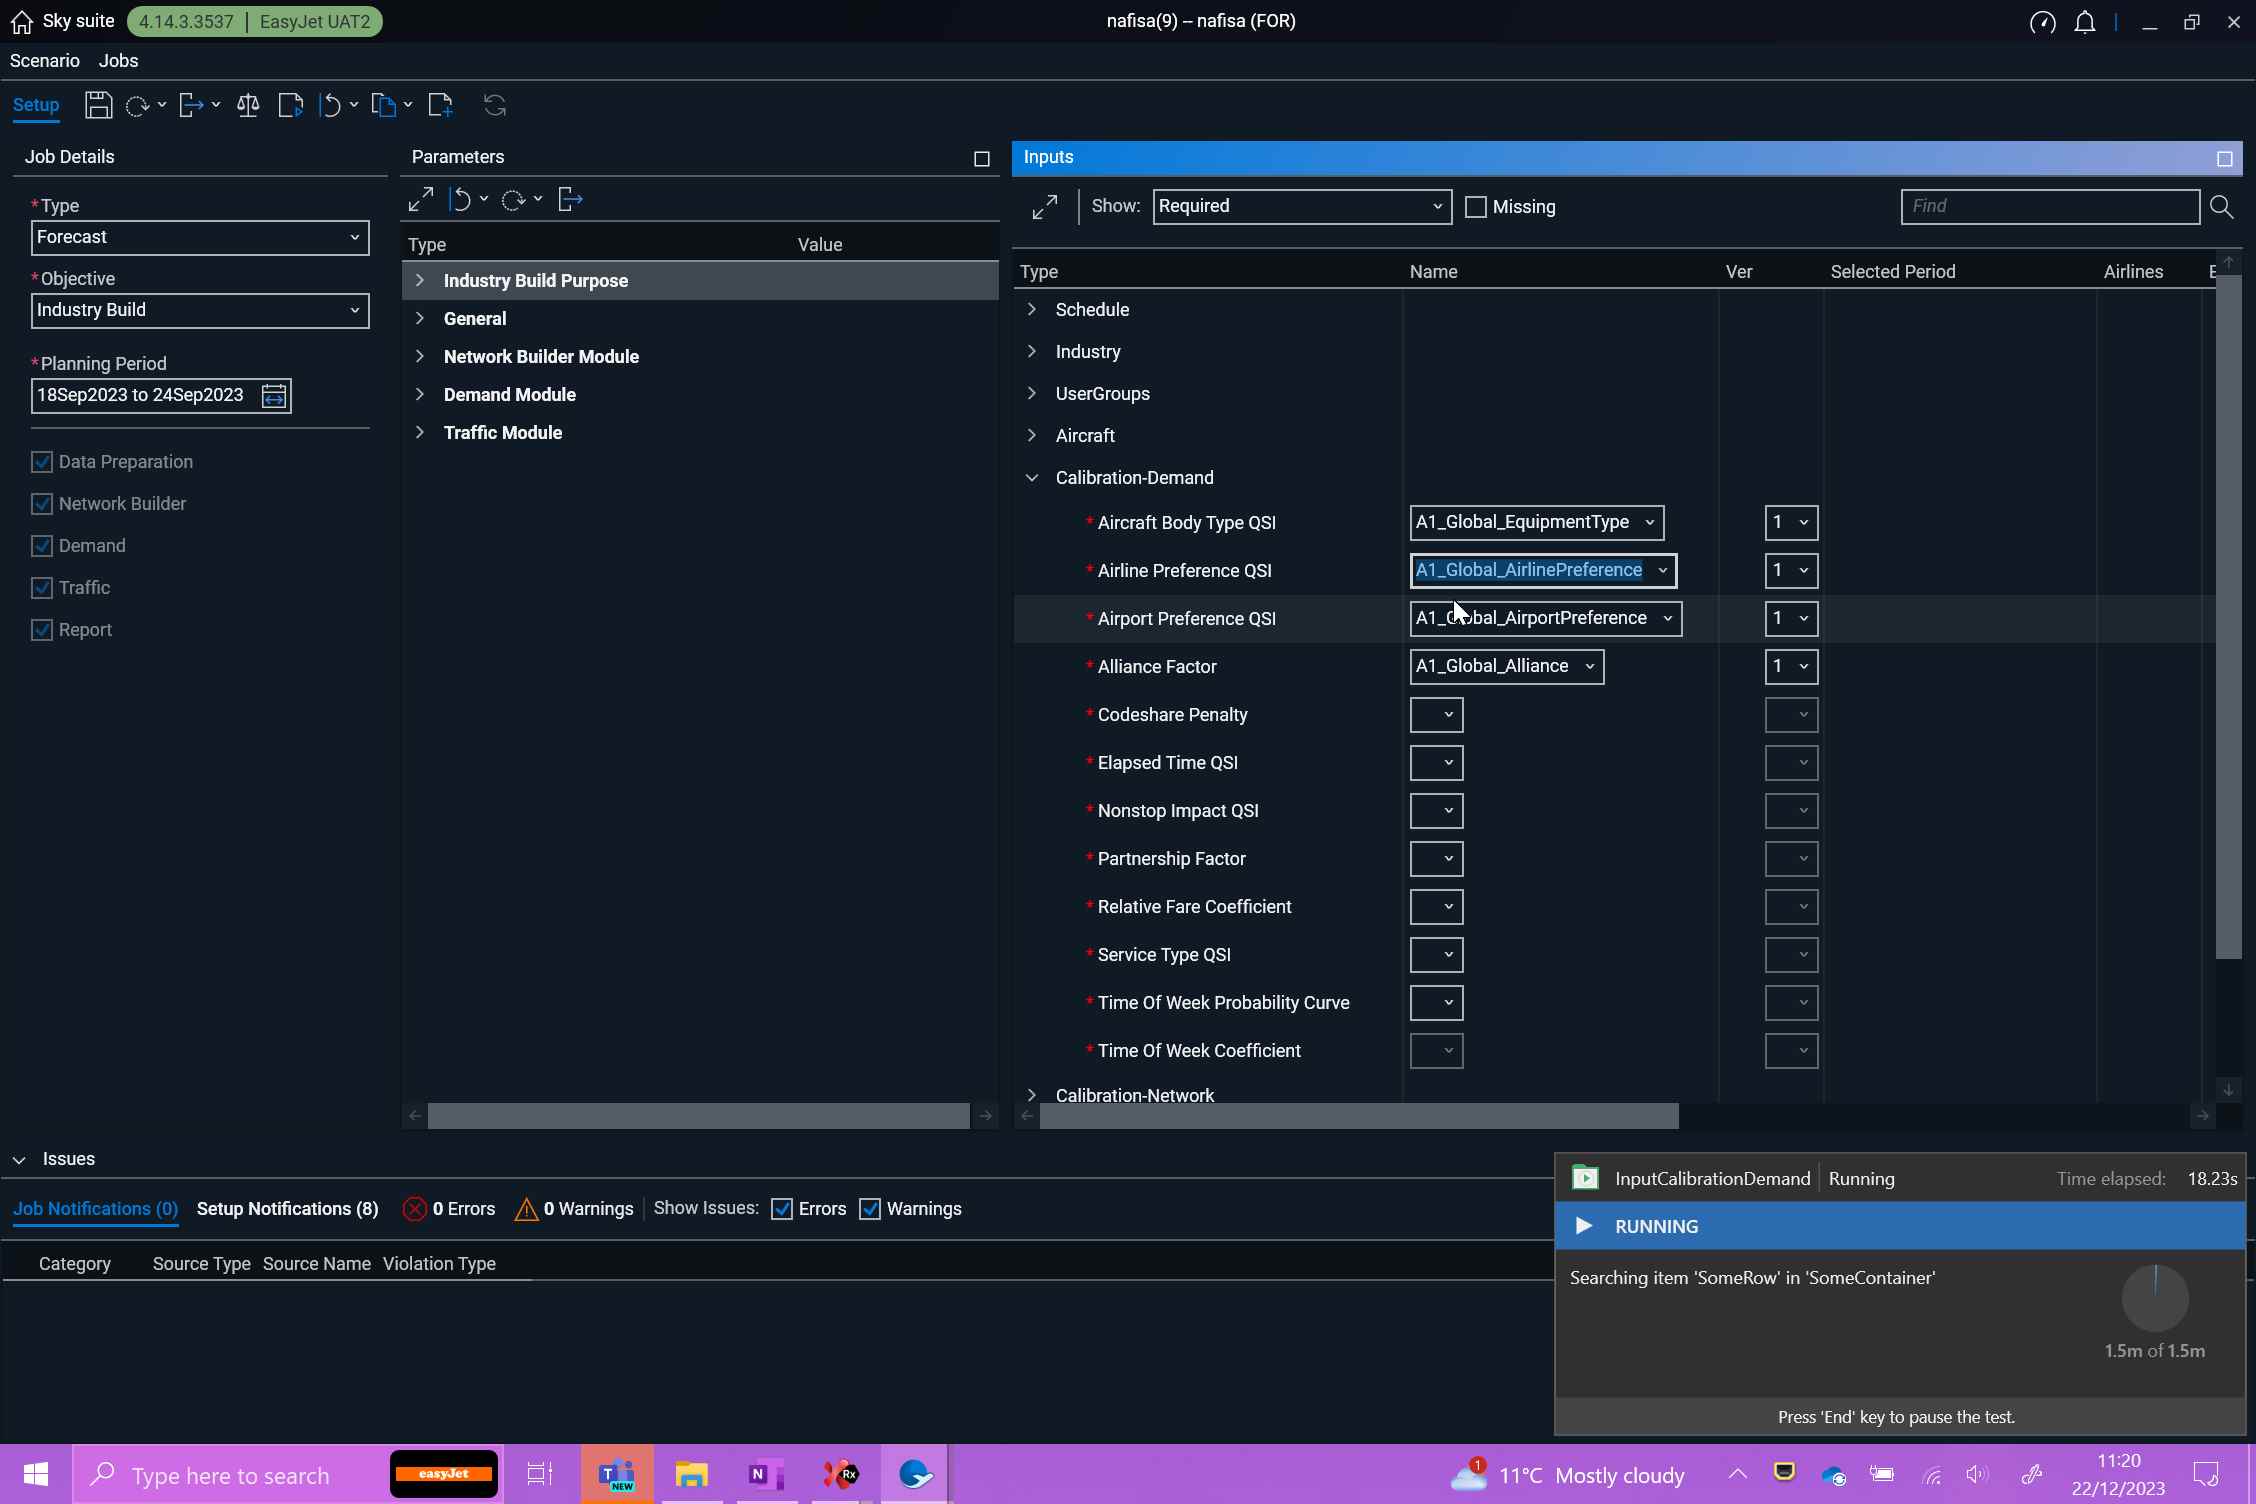 Sky suite 4.14.3.3537 | EasyJet UAT2 nafisa(9) – nafisa (FOR)
Scenario Jobs
Setup
Job Details
*Type
Forecast
*Objective
Industry Build
*Planning Period
18Sep2023 to 24Sep2023
Data Preparation
Network Builder
Demand
Traffic
Report
Parameters
Type Value
Industry Build Purpose
General
Network Builder Module
Demand Module
Traffic Module
Inputs
Show: Required Missing Find
Type Name Ver Selected Period Airlines
Schedule
Industry
UserGroups
Aircraft
Calibration-Demand
* Aircraft Body Type QSI A1_Global_EquipmentType 1
* Airline Preference QSI A1_Global_AirlinePreference 1
* Airport Preference QSI A1_Global_AirportPreference 1
* Alliance Factor A1_Global_Alliance 1
* Codeshare Penalty
* Elapsed Time QSI
* Nonstop Impact QSI
* Partnership Factor
* Relative Fare Coefficient
* Service Type QSI
* Time Of Week Probability Curve
* Time Of Week Coefficient
Calibration-Network
Issues
Job Notifications (0) Setup Notifications (8) 0 Errors 0 Warnings Show Issues: Errors Warnings
Category Source Type Source Name Violation Type
InputCalibrationDemand Running Time elapsed: 18.23s
RUNNING
Searching item 'SomeRow' in 'SomeContainer'
1.5m of 1.5m
Press 'End' key to pause the test.
Type here to search easyJet T NEW N Rx 1 11°C Mostly cloudy 11:20
22/12/2023